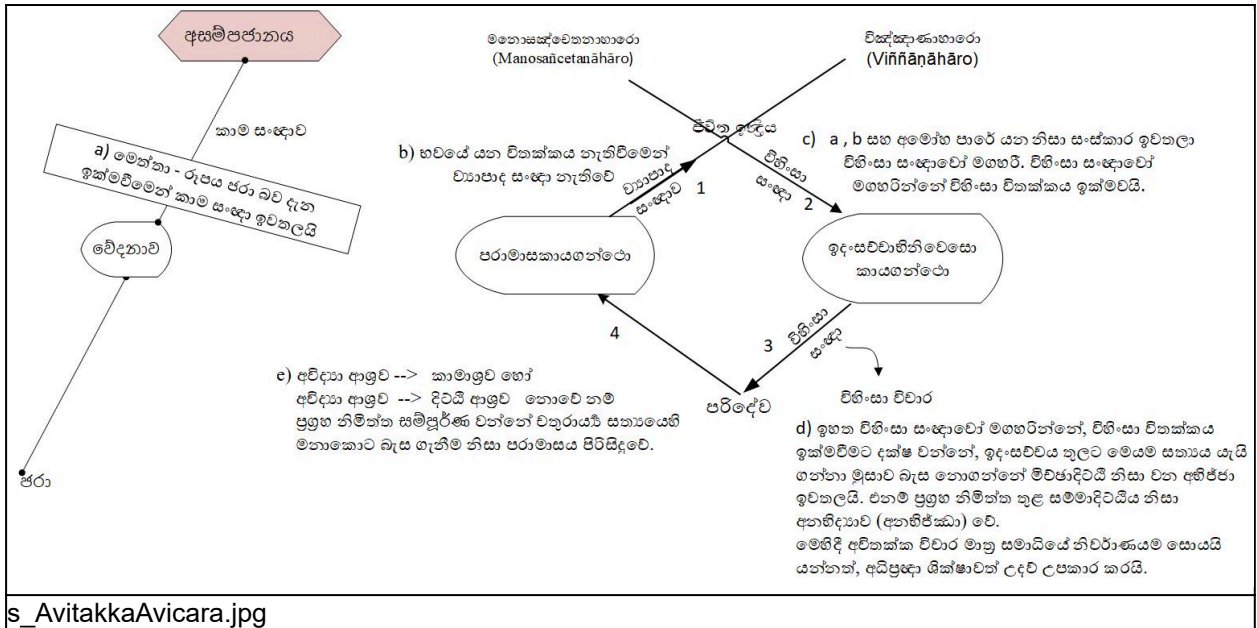 අසම්පජානය
කාම සංඥාව
a) මෙත්තා - රූපය ජරා බව දැන
ඉක්මවීමෙන් කාම සංඥා ඉවතලයි
වේදනාව
ජරා
මනොසඤ්චෙතනාහාරො
(Manosañcetanāhāro)
විඤ්ඤාණාහාරො
(Viññāṇāhāro)
ජීවිත ඉන්‍ද්‍රිය
b) භවයේ යන විතක්කය නැතිවීමෙන්
ව්‍යාපාද සංඥා නැතිවේ
ව්‍යාපාද
සංඥාව
1
විහිංසා
සංඥා
2
c) a , b සහ අමෝහ පාරේ යන නිසා සංස්කාර ඉවතලා
විහිංසා සංඥාවෝ මගහරී. විහිංසා සංඥාවෝ
මගහරින්නේ විහිංසා විතක්කය ඉක්මවයි.
පරාමාසකායගන්ථො
ඉදංසච්චාභිනිවෙසො
කායගන්ථො
4
3
විහිංසා
සංඥා
පරිදේව
විහිංසා විචාර
e) අවිද්‍යා ආශ්‍රව --> කාමාශ්‍රව හෝ
අවිද්‍යා ආශ්‍රව --> දිට්ඨි ආශ්‍රව නොවේ නම්
ප්‍රග්‍රහ නිමිත්ත සම්පූර්ණ වන්නේ චතුරාර්‍ය්‍ය සත්‍යයෙහි
මනාකොට බැස ගැනීම නිසා පරාමාසය පිරිසිදුවේ.
d) ඉහත විහිංසා සංඥාවෝ මගහරින්නේ, විහිංසා විතක්කය
ඉක්මවීමට දක්ෂ වන්නේ, ඉදංසච්චය තුලට මෙයම සත්‍යය යැයි
ගන්නා මුසාව බැස නොගන්නේ මිච්ඡාදිට්ඨි නිසා වන අභිජ්ජා
ඉවතලයි. එනම් ප්‍රග්‍රහ නිමිත්ත තුළ සම්මාදිට්ඨිය නිසා
අනභිද්‍යාව (අනභිජ්ඣා) වේ.
මෙහිදී අවිතක්ක විචාර මාත්‍ර සමාධියේ නිර්වාණයම සොයයි
යන්නත්, අධිප්‍රඥා ශික්ෂාවත් උදව් උපකාර කරයි.
s_AvitakkaAvicara.jpg